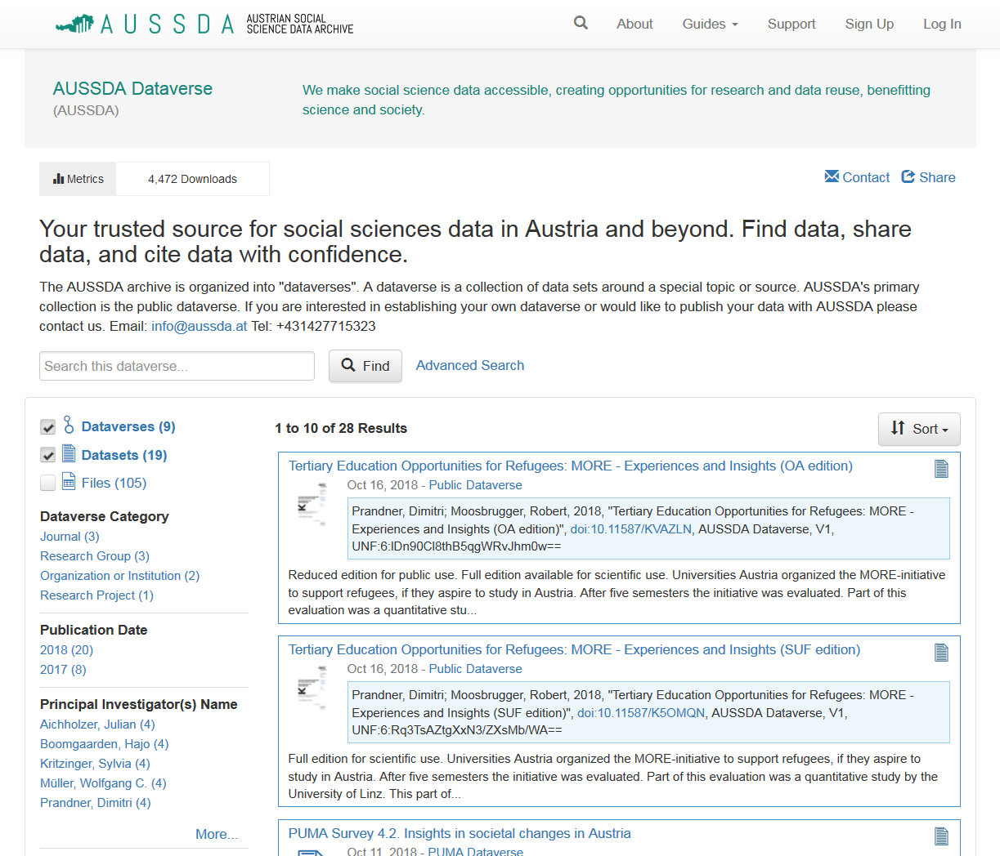 AUSSDA AUSTRIAN SOCIAL
SCIENCE DATA ARCHIVE
About Guides Support Sign Up Log In
AUSSDA Dataverse
(AUSSDA)
We make social science data accessible, creating opportunities for research and data reuse, benefitting
science and society.
Metrics 4,472 Downloads
Contact Share
Your trusted source for social sciences data in Austria and beyond. Find data, share
data, and cite data with confidence.
The AUSSDA archive is organized into "dataverses". A dataverse is a collection of data sets around a special topic or source. AUSSDA's primary
collection is the public dataverse. If you are interested in establishing your own dataverse or would like to publish your data with AUSSDA please
contact us. Email: info@aussda.at Tel: +431427715323
Search this dataverse... Find Advanced Search
Dataverses (9)
Datasets (19)
Files (105)
Dataverse Category
Journal (3)
Research Group (3)
Organization or Institution (2)
Research Project (1)
Publication Date
2018 (20)
2017 (8)
Principal Investigator(s) Name
Aichholzer, Julian (4)
Boomgaarden, Hajo (4)
Kritzinger, Sylvia (4)
Müller, Wolfgang C. (4)
Prandner, Dimitri (4)
More...
1 to 10 of 28 Results
Sort
Tertiary Education Opportunities for Refugees: MORE - Experiences and Insights (OA edition)
Oct 16, 2018 - Public Dataverse
Prandner, Dimitri; Moosbrugger, Robert, 2018, "Tertiary Education Opportunities for Refugees: MORE -
Experiences and Insights (OA edition)", doi:10.11587/KVAZLN, AUSSDA Dataverse, V1,
UNF:6:IDn90Cl8thB5qgWRvJhm0w==
Reduced edition for public use. Full edition available for scientific use. Universities Austria organized the MORE-initiative
to support refugees, if they aspire to study in Austria. After five semesters the initiative was evaluated. Part of this
evaluation was a quantitative stu...
Tertiary Education Opportunities for Refugees: MORE - Experiences and Insights (SUF edition)
Oct 16, 2018 - Public Dataverse
Prandner, Dimitri; Moosbrugger, Robert, 2018, "Tertiary Education Opportunities for Refugees: MORE -
Experiences and Insights (SUF edition)", doi:10.11587/K5OMQN, AUSSDA Dataverse, V1,
UNF:6:Rq3TsAZtgXxN3/ZXsMb/WA==
Full edition for scientific use. Universities Austria organized the MORE-initiative to support refugees, if they aspire to
study in Austria. After five semesters the initiative was evaluated. Part of this evaluation was a quantitative study by the
University of Linz. This part of...
PUMA Survey 4.2. Insights in societal changes in Austria
Oct 11, 2018 - PUMA Dataverse